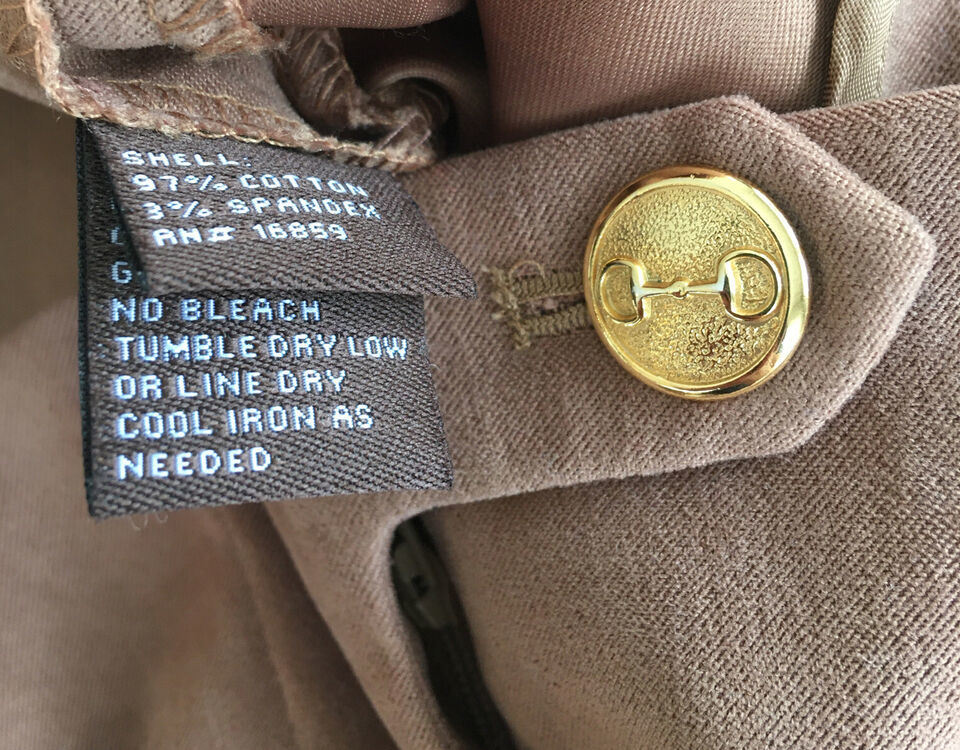 SHELL:
97% COTTON
3% SPANDEX
RN# 16859
NO BLEACH
TUMBLE DRY LOW
OR LINE DRY
COOL IRON AS
NEEDED